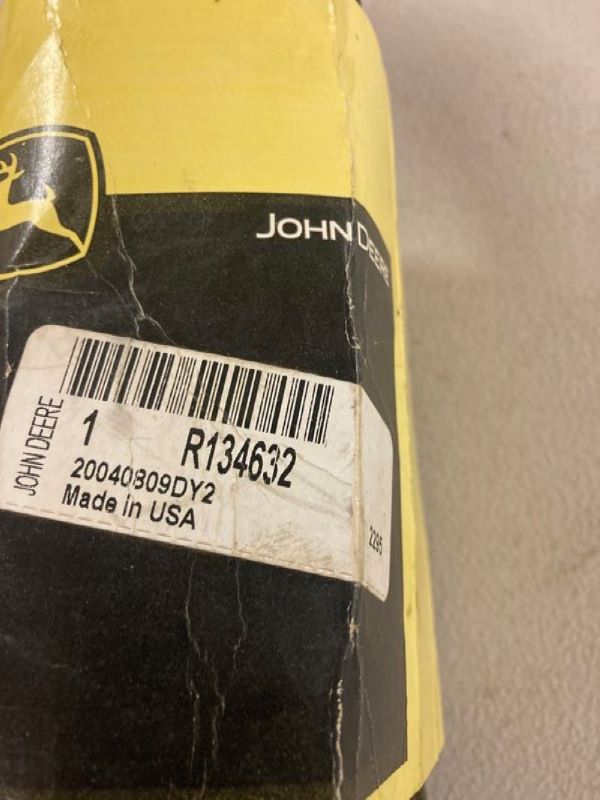 JOHN DEERE
JOHN DEERE
1 R134632
20040809DY2
Made in USA
2295